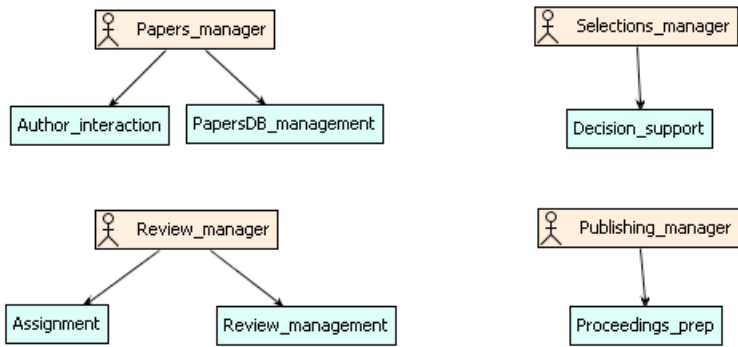 Papers_manager
Selections_manager
Author_interaction
PapersDB_management
Decision_support
Review_manager
Publishing_manager
Assignment
Review_management
Proceedings_prep